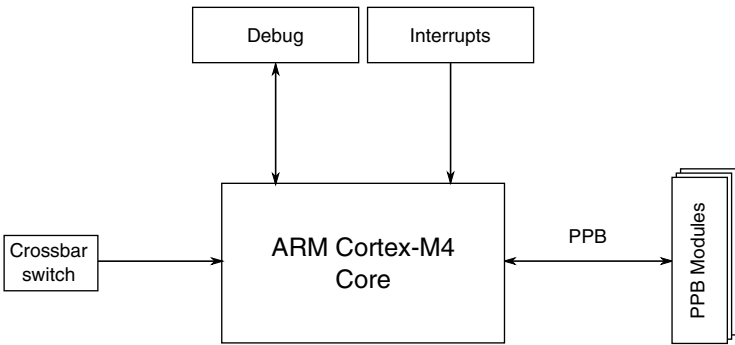 Debug
Interrupts
ARM Cortex-M4
Core
Crossbar
switch
PPB
PPB Modules